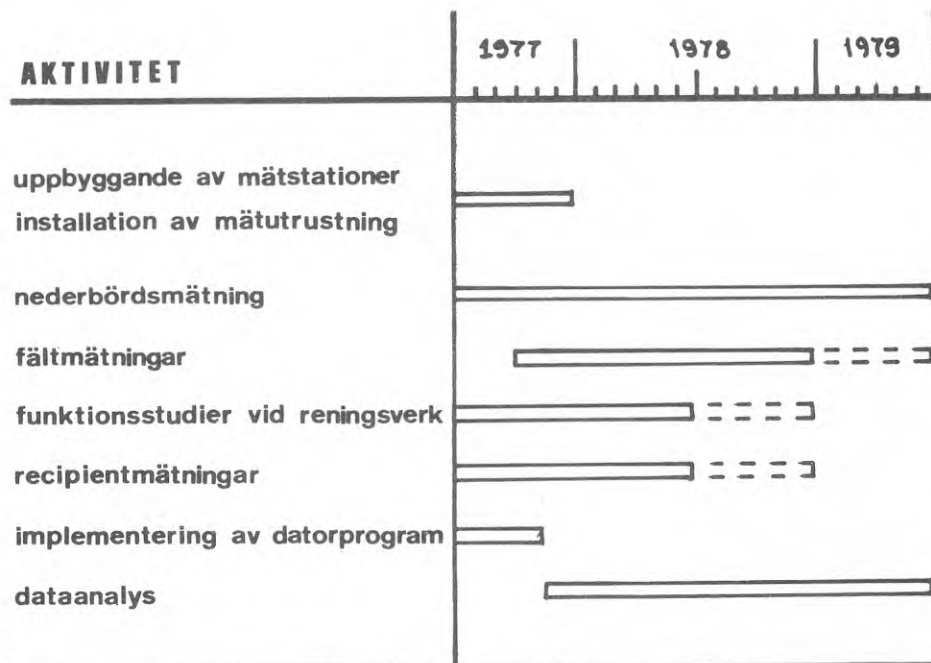 1977 1978 1979
AKTIVITET
uppbyggande av mätstationer
installation av mätutrustning
nederbördsmätning
fältmätningar
funktionsstudier vid reningsverk
recipientmätningar
implementering av datorprogram
dataanalys